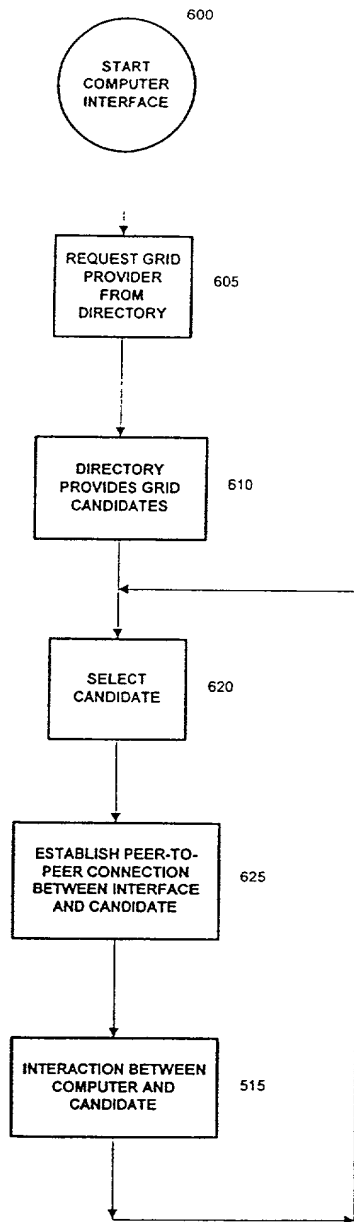 600
START
COMPUTER
INTERFACE
REQUEST GRID
PROVIDER
FROM
DIRECTORY
605
DIRECTORY
PROVIDES GRID
CANDIDATES
610
SELECT
CANDIDATE
620
ESTABLISH PEER-TO-
PEER CONNECTION
BETWEEN INTERFACE
AND CANDIDATE
625
INTERACTION BETWEEN
COMPUTER AND
CANDIDATE
515